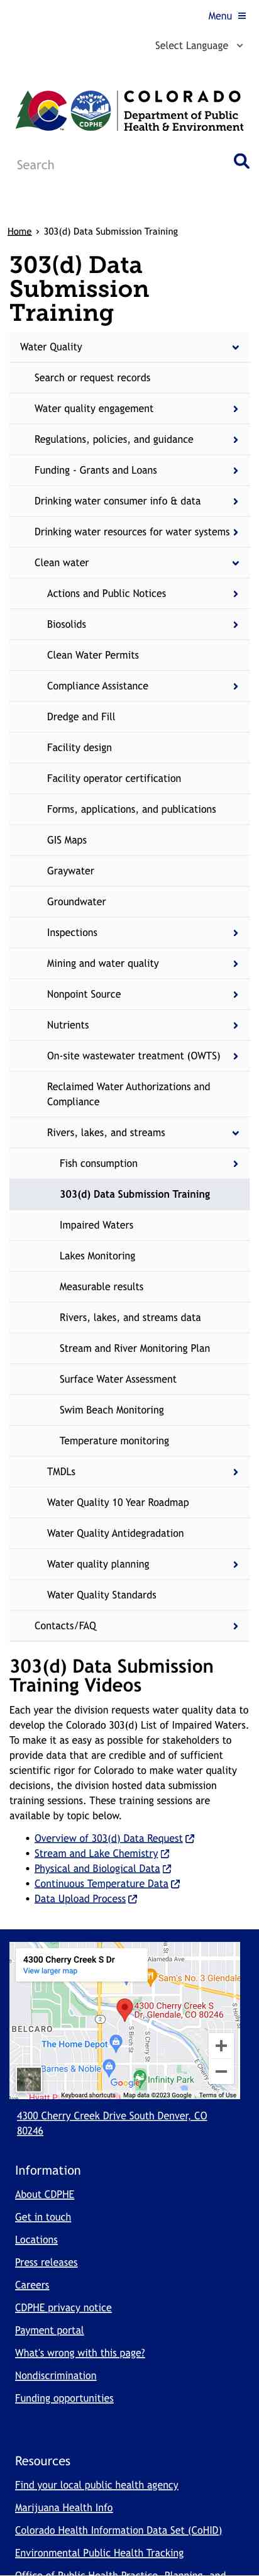 Menu
Select Language
COLORADO
Department of Public
Health & Environment
CDPHE
Search
Home › 303(d) Data Submission Training
303(d) Data
Submission
Training
Water Quality
Search or request records
Water quality engagement
Regulations, policies, and guidance
Funding - Grants and Loans
Drinking water consumer info & data
Drinking water resources for water systems
Clean water
Actions and Public Notices
Biosolids
Clean Water Permits
Compliance Assistance
Dredge and Fill
Facility design
Facility operator certification
Forms, applications, and publications
GIS Maps
Graywater
Groundwater
Inspections
Mining and water quality
Nonpoint Source
Nutrients
On-site wastewater treatment (OWTS)
Reclaimed Water Authorizations and
Compliance
Rivers, lakes, and streams
Fish consumption
303(d) Data Submission Training
Impaired Waters
Lakes Monitoring
Measurable results
Rivers, lakes, and streams data
Stream and River Monitoring Plan
Surface Water Assessment
Swim Beach Monitoring
Temperature monitoring
TMDLs
Water Quality 10 Year Roadmap
Water Quality Antidegradation
Water quality planning
Water Quality Standards
Contacts/FAQ
303(d) Data Submission
Training Videos
Each year the division requests water quality data to
develop the Colorado 303(d) List of Impaired Waters.
To make it as easy as possible for stakeholders to
provide data that are credible and of sufficient
scientific rigor for Colorado to make water quality
decisions, the division hosted data submission
training sessions. These training sessions are
available by topic below.
• Overview of 303(d) Data Request
• Stream and Lake Chemistry
• Physical and Biological Data
• Continuous Temperature Data
• Data Upload Process
4300 Cherry Creek S Dr
View larger map
Alameda Ave
Sam's No. 3 Glendale
4300 Cherry Creek S
Dr, Glendale, CO 80246
2
BELCARO
S Birch St
Cherry St
The Home Depot
Barnes & Noble
Hyatt P
Google
+
−
Keyboard shortcuts
Map data ©2023 Google
Terms of Use
4300 Cherry Creek Drive South Denver, CO
80246
Information
About CDPHE
Get in touch
Locations
Press releases
Careers
CDPHE privacy notice
Payment portal
What's wrong with this page?
Nondiscrimination
Funding opportunities
Resources
Find your local public health agency
Marijuana Health Info
Colorado Health Information Data Set (CoHID)
Environmental Public Health Tracking
Office of Public Health Practice, Planning, and